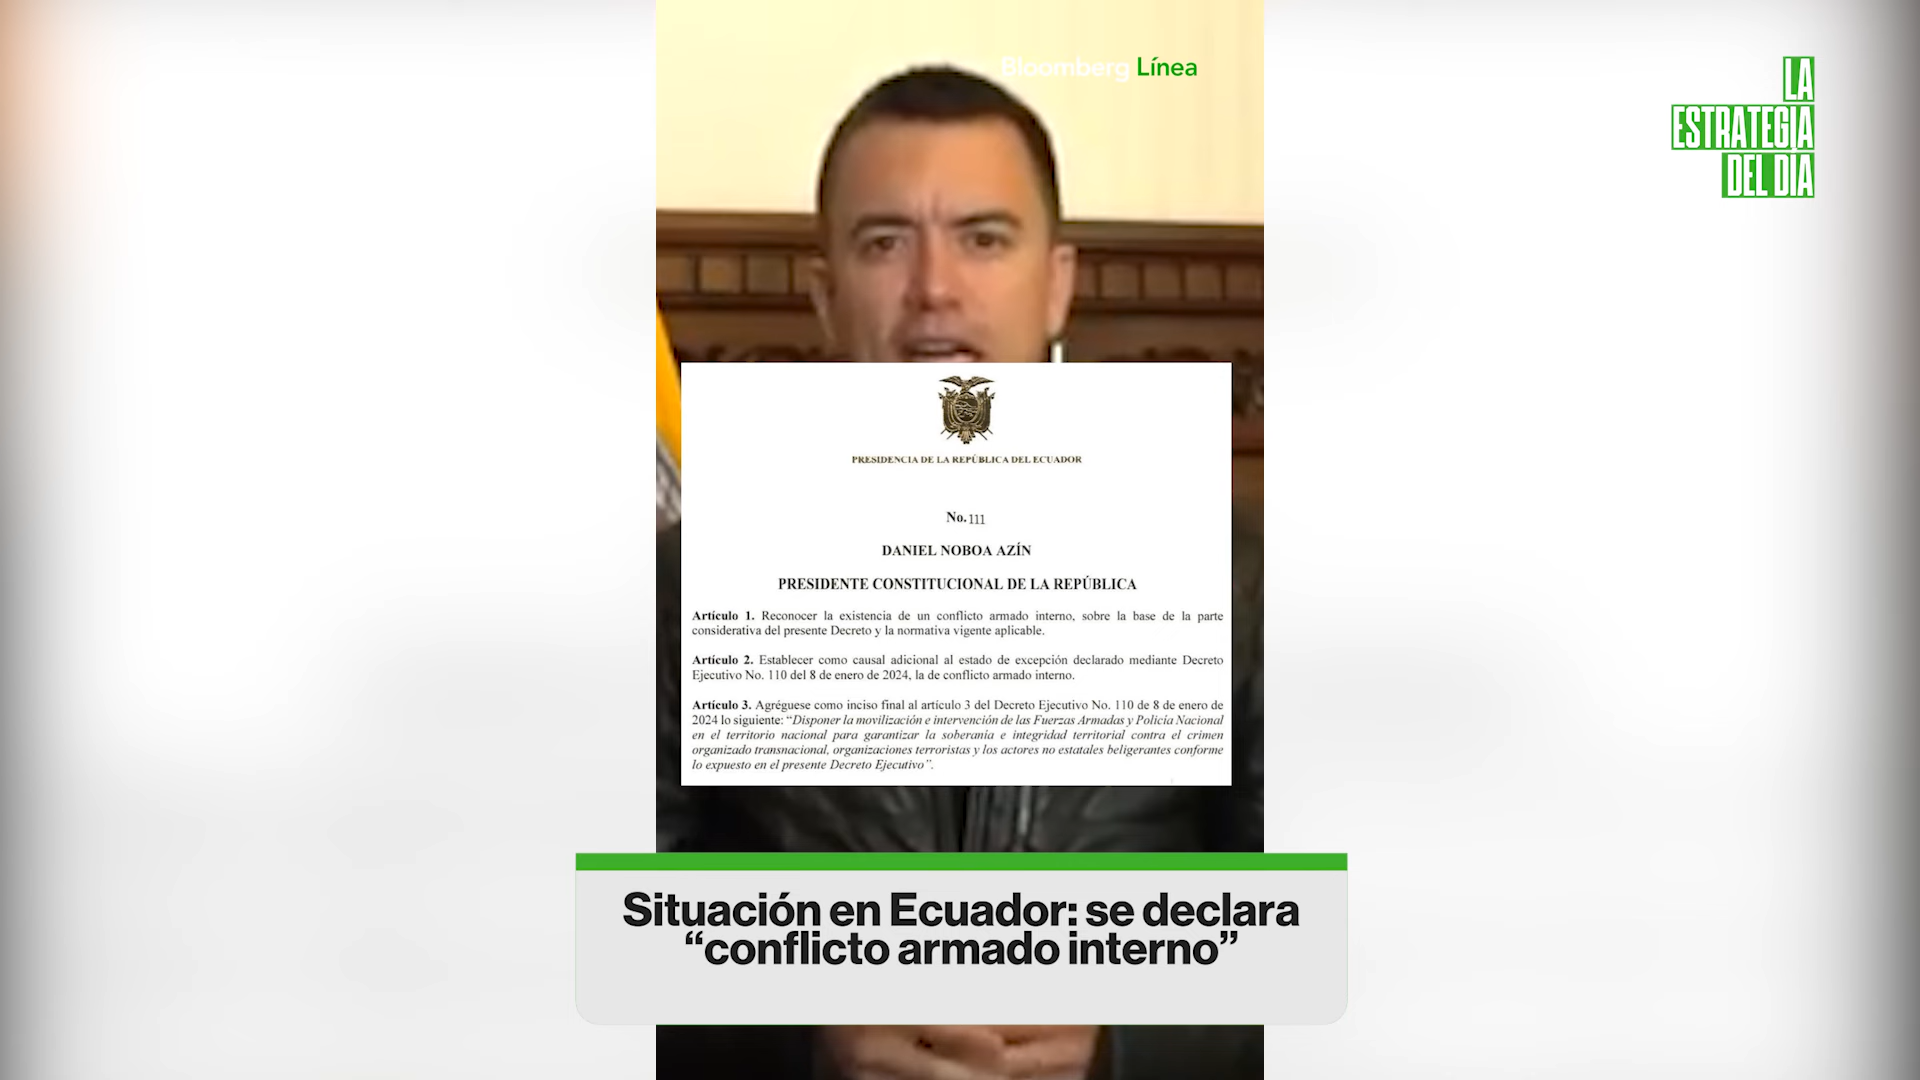 Bloomberg Línea
LA
ESTRATEGIA
DEL DÍA
PRESIDENCIA DE LA REPÚBLICA DEL ECUADOR
No. 111
DANIEL NOBOA AZÍN
PRESIDENTE CONSTITUCIONAL DE LA REPÚBLICA
Artículo 1. Reconocer la existencia de un conflicto armado interno, sobre la base de la parte
considerativa del presente Decreto y la normativa vigente aplicable.
Artículo 2. Establecer como causal adicional al estado de excepción declarado mediante Decreto
Ejecutivo No. 110 del 8 de enero de 2024, la de conflicto armado interno.
Artículo 3. Agréguese como inciso final al artículo 3 del Decreto Ejecutivo No. 110 de 8 de enero de
2024 lo siguiente: “Disponer la movilización e intervención de las Fuerzas Armadas y Policía Nacional
en el territorio nacional para garantizar la soberanía e integridad territorial contra el crimen
organizado transnacional, organizaciones terroristas y los actores no estatales beligerantes conforme
lo expuesto en el presente Decreto Ejecutivo”.
Situación en Ecuador: se declara
“conflicto armado interno”